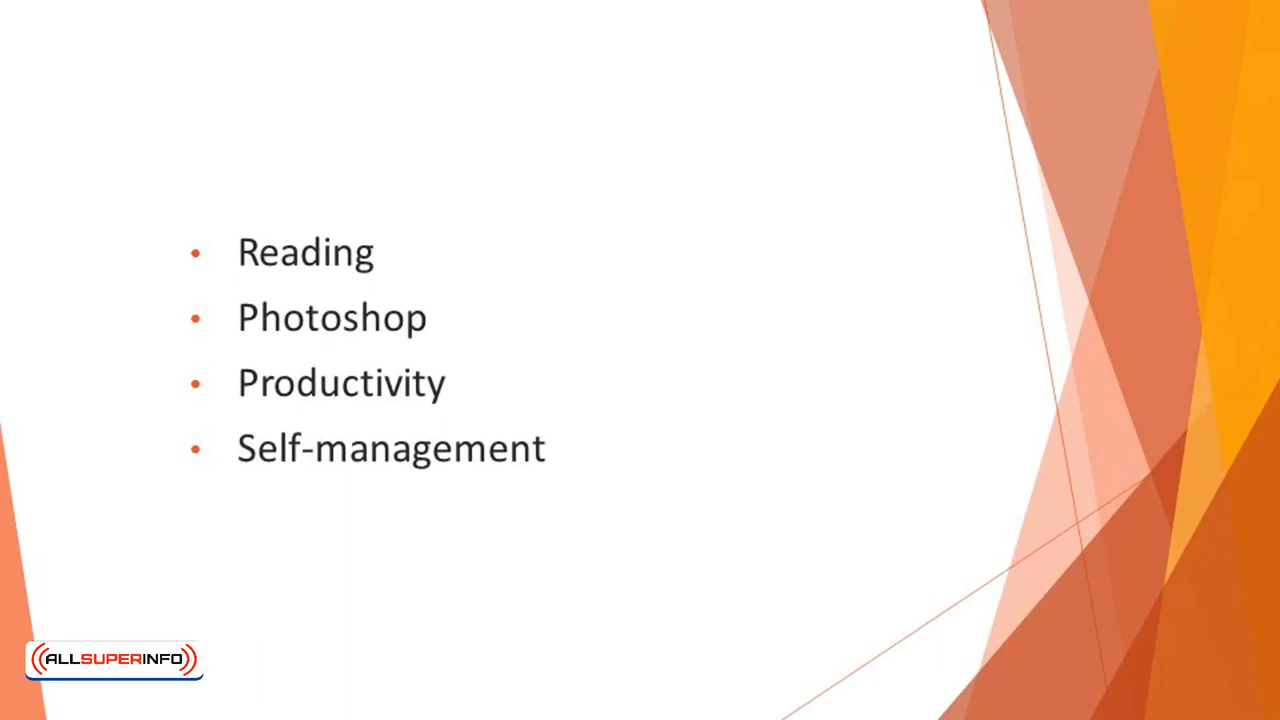 • Reading
• Photoshop
• Productivity
• Self-management
ALLSUPERINFO